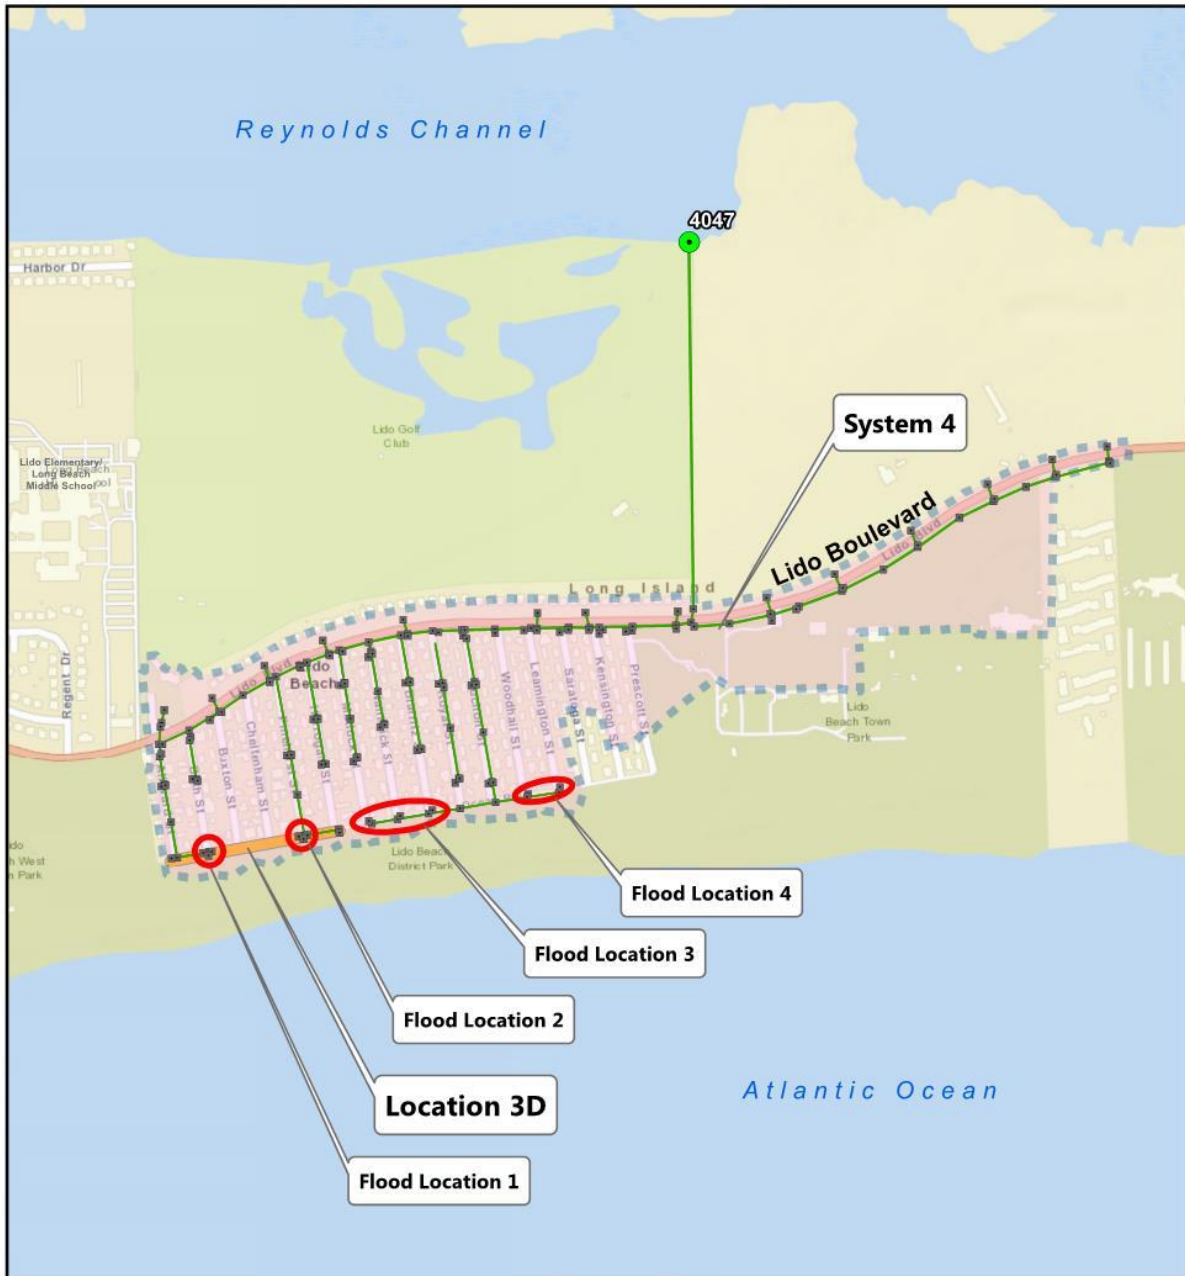 Reynolds Channel
4047
Harbor Dr
Lido Golf
Club
System 4
Lido Elementary/
Long Beach
Middle School
Lido Boulevard
Lido Blvd
Long Island
Regent Dr
Lido Blvd
Lido
Beach
Buxton St
Cheltenham St
Woodhail St
Leamington St
Saratoga St
Kensington St
Prescott St
Lido
Beach Town
Park
Lido Beach
District Park
Flood Location 4
Flood Location 3
Flood Location 2
Location 3D
Flood Location 1
Atlantic Ocean